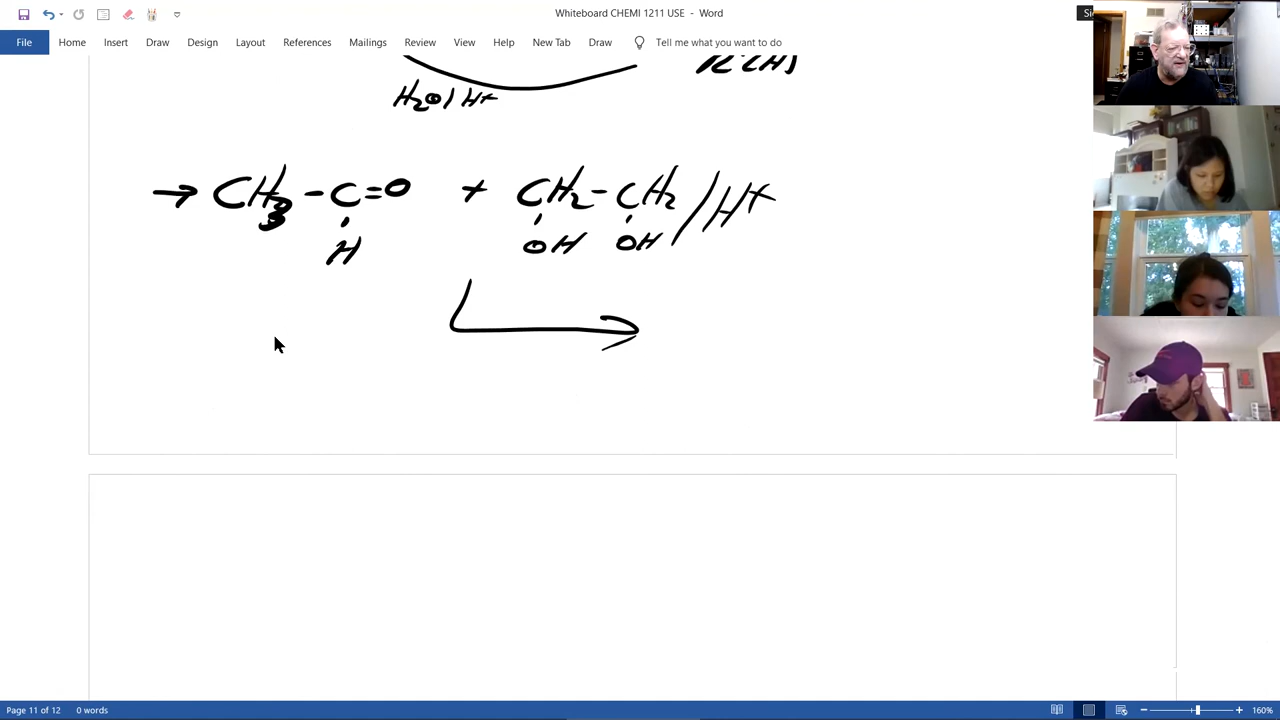 Whiteboard CHEMI 1211 USE - Word
Si
File Home Insert Draw Design Layout References Mailings Review View Help New Tab Draw Tell me what you want to do
H2O/H+
→ CH3-C=O + CH2-CH2/H+
H OH OH
Page 11 of 12 0 words 160%